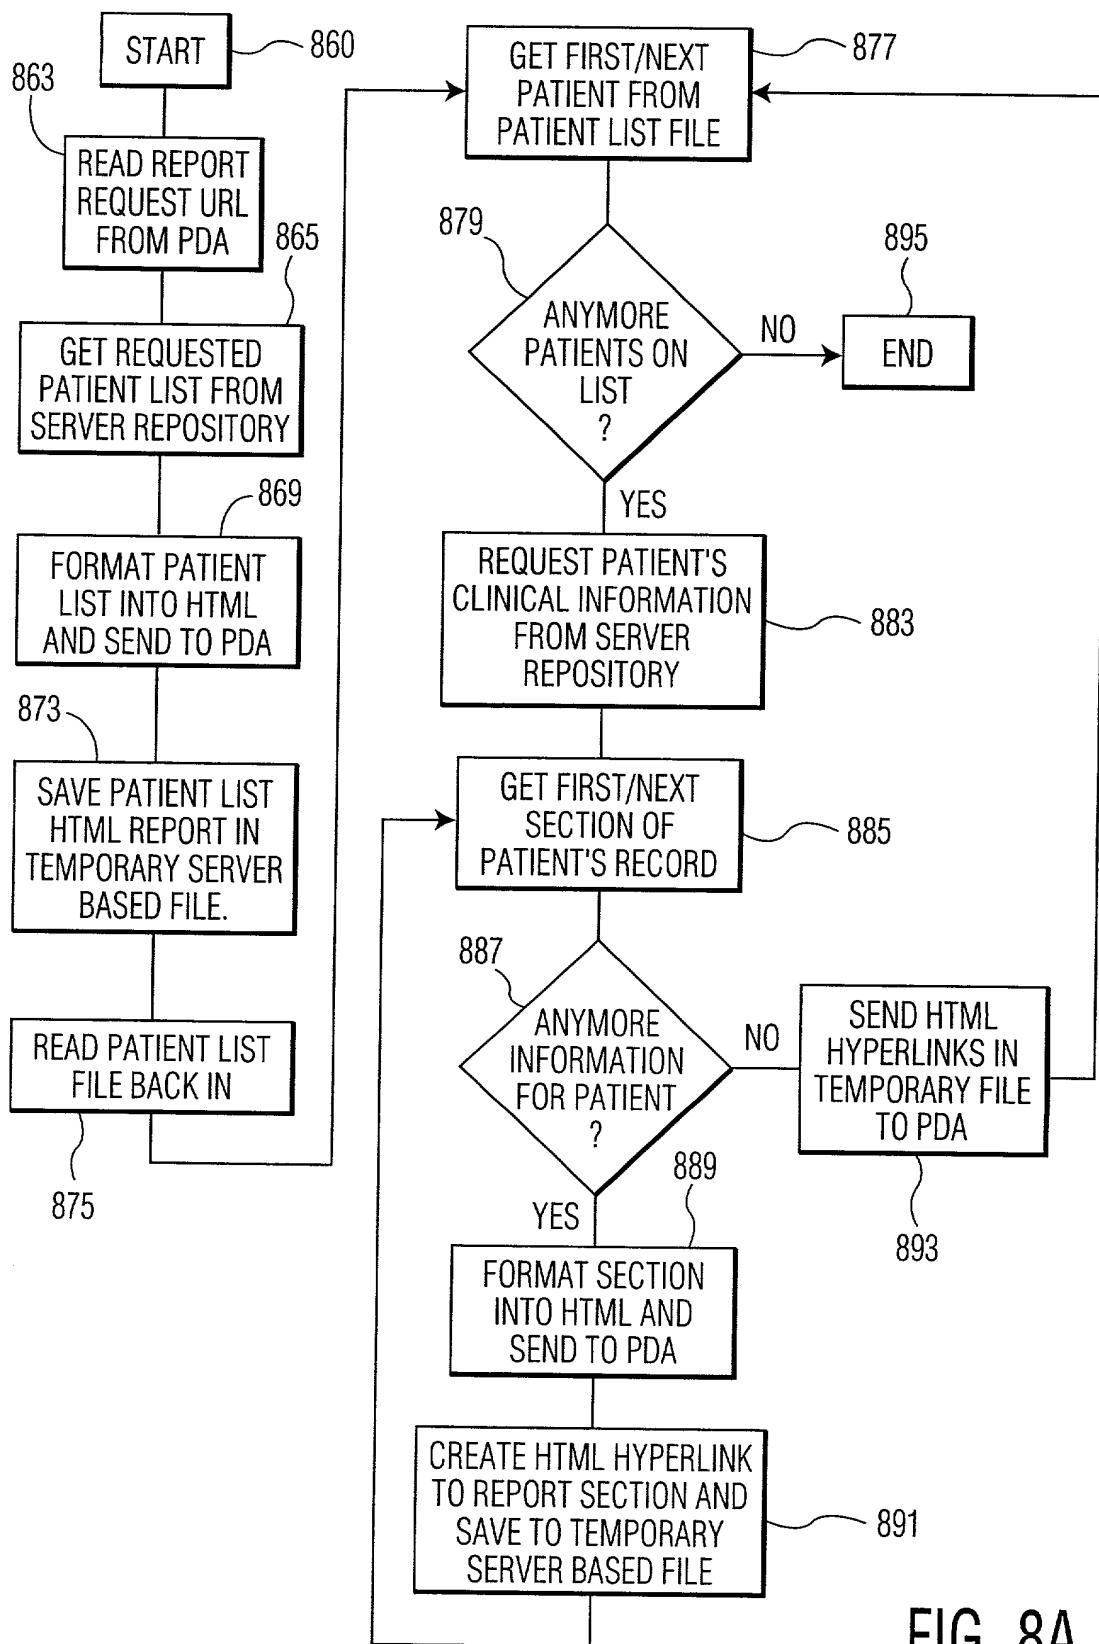 START
860
863
READ REPORT
REQUEST URL
FROM PDA
865
GET REQUESTED
PATIENT LIST FROM
SERVER REPOSITORY
869
FORMAT PATIENT
LIST INTO HTML
AND SEND TO PDA
873
SAVE PATIENT LIST
HTML REPORT IN
TEMPORARY SERVER
BASED FILE.
READ PATIENT LIST
FILE BACK IN
875
GET FIRST/NEXT
PATIENT FROM
PATIENT LIST FILE
877
879
ANYMORE
PATIENTS ON
LIST
?
NO
895
END
YES
REQUEST PATIENT'S
CLINICAL INFORMATION
FROM SERVER
REPOSITORY
883
GET FIRST/NEXT
SECTION OF
PATIENT'S RECORD
885
887
ANYMORE
INFORMATION
FOR PATIENT
?
NO
SEND HTML
HYPERLINKS IN
TEMPORARY FILE
TO PDA
893
YES
889
FORMAT SECTION
INTO HTML AND
SEND TO PDA
CREATE HTML HYPERLINK
TO REPORT SECTION AND
SAVE TO TEMPORARY
SERVER BASED FILE
891
FIG. 8A